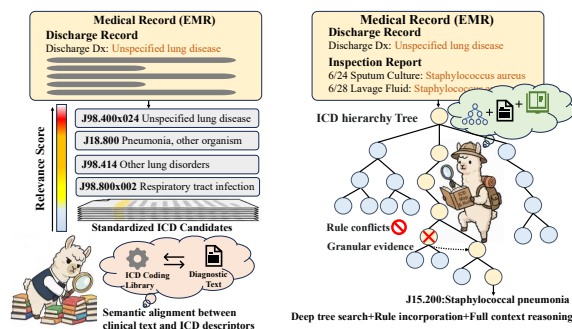 Medical Record (EMR)
Discharge Record
Discharge Dx: Unspecified lung disease
Relevance Score
J98.400x024 Unspecified lung disease
J18.800 Pneumonia, other organism
J98.414 Other lung disorders
J98.800x002 Respiratory tract infection
Standardized ICD Candidates
ICD Coding
Library
Diagnostic
Text
Semantic alignment between
clinical text and ICD descriptors
Medical Record (EMR)
Discharge Record
Discharge Dx: Unspecified lung disease
Inspection Report
6/24 Sputum Culture: Staphylococcus aureus
6/28 Lavage Fluid: Staphylococcus
ICD hierarchy Tree
Rule conflicts
Granular evidence
J15.200:Staphylococcal pneumonia
Deep tree search+Rule incorporation+Full context reasoning